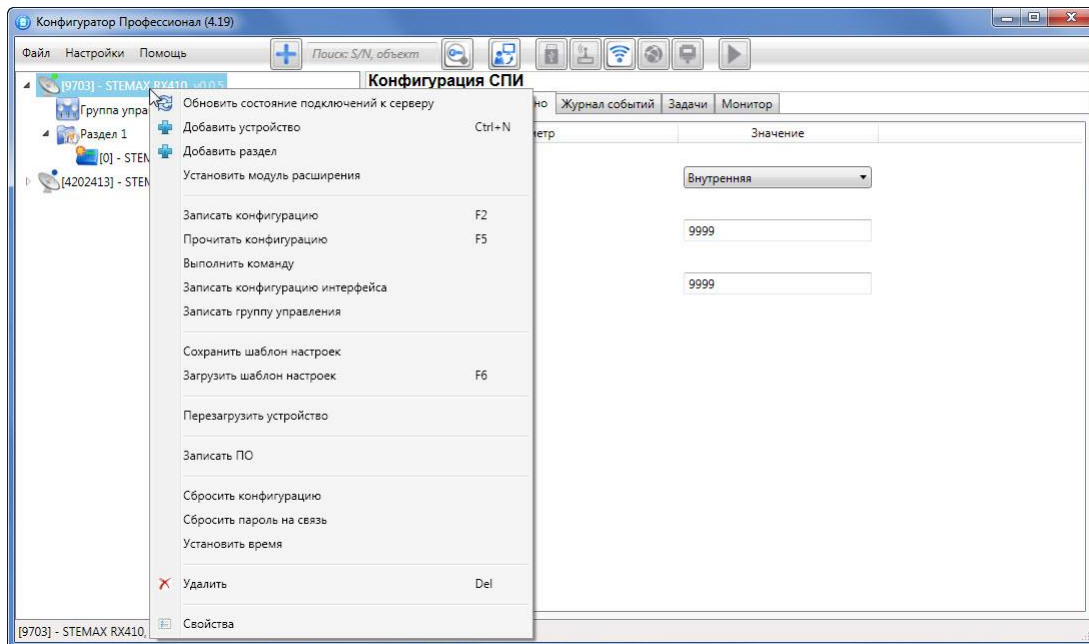 Конфигуратор Профессионал (4.19)
Файл Настройки Помощь Поиск: S/N, объект
[9703] - STEMAX RX410, v.0.0.5
Группа упра
Раздел 1
[0] - STEM
[4202413] - STEM
Конфигурация СПИ
но Журнал событий Задачи Монитор
метр Значение
Внутренняя
9999
9999
Обновить состояние подключений к серверу
Добавить устройство Ctrl+N
Добавить раздел
Установить модуль расширения
Записать конфигурацию F2
Прочитать конфигурацию F5
Выполнить команду
Записать конфигурацию интерфейса
Записать группу управления
Сохранить шаблон настроек
Загрузить шаблон настроек F6
Перезагрузить устройство
Записать ПО
Сбросить конфигурацию
Сбросить пароль на связь
Установить время
Удалить Del
Свойства
[9703] - STEMAX RX410,